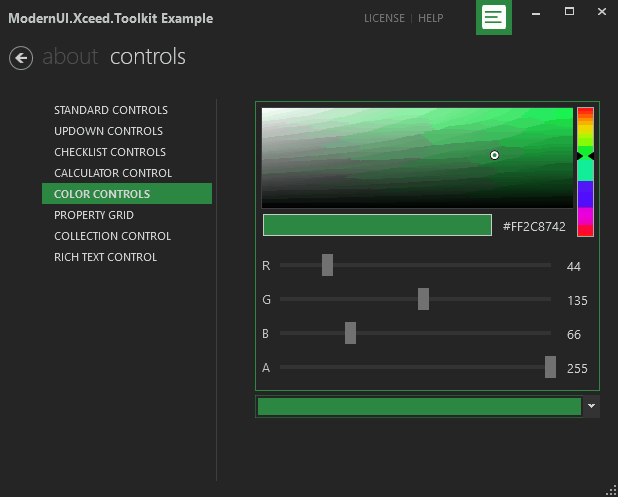 ModernUI.Xceed.Toolkit Example
LICENSE | HELP
about controls
STANDARD CONTROLS
UPDOWN CONTROLS
CHECKLIST CONTROLS
CALCULATOR CONTROL
COLOR CONTROLS
PROPERTY GRID
COLLECTION CONTROL
RICH TEXT CONTROL
#FF2C8742
R 44
G 135
B 66
A 255